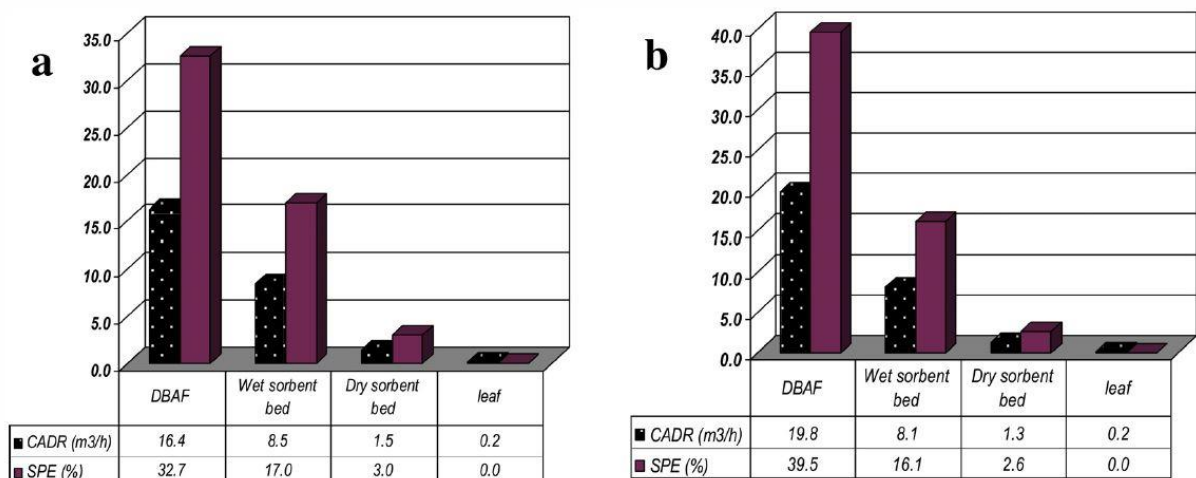 a
35.0
30.0
25.0
20.0
15.0
10.0
5.0
0.0
DBAF Wet sorbent bed Dry sorbent bed leaf
CADR (m3/h) 16.4 8.5 1.5 0.2
SPE (%) 32.7 17.0 3.0 0.0
b
40.0
35.0
30.0
25.0
20.0
15.0
10.0
5.0
0.0
DBAF Wet sorbent bed Dry sorbent bed leaf
CADR (m3/h) 19.8 8.1 1.3 0.2
SPE (%) 39.5 16.1 2.6 0.0